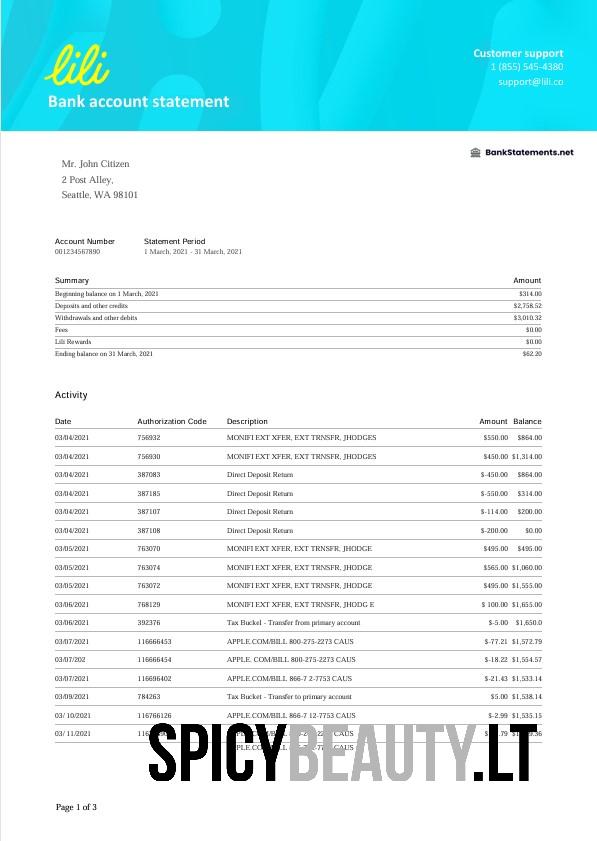 lili
Bank account statement
Customer support
1 (855) 545-4380
support@lili.co
BankStatements.net
Mr. John Citizen
2 Post Alley,
Seattle, WA 98101
Account Number Statement Period
001234567890 1 March, 2021 - 31 March, 2021
Summary Amount
Beginning balance on 1 March, 2021 $314.00
Deposits and other credits $2,758.52
Withdrawals and other debits $3,010.32
Fees $0.00
Lili Rewards $0.00
Ending balance on 31 March, 2021 $62.20
Activity
Date Authorization Code Description Amount Balance
03/04/2021 756932 MONIFI EXT XFER, EXT TRNSFR, JHODGES $550.00 $864.00
03/04/2021 756930 MONIFI EXT XFER, EXT TRNSFR, JHODGES $450.00 $1,314.00
03/04/2021 387083 Direct Deposit Return $-450.00 $864.00
03/04/2021 387185 Direct Deposit Return $-550.00 $314.00
03/04/2021 387107 Direct Deposit Return $-114.00 $200.00
03/04/2021 387108 Direct Deposit Return $-200.00 $0.00
03/05/2021 763070 MONIFI EXT XFER, EXT TRNSFR, JHODGE $495.00 $495.00
03/05/2021 763074 MONIFI EXT XFER, EXT TRNSFR, JHODGE $565.00 $1,060.00
03/05/2021 763072 MONIFI EXT XFER, EXT TRNSFR, JHODGE $495.00 $1,555.00
03/06/2021 768129 MONIFI EXT XFER, EXT TRNSFR, JHODG E $ 100.00 $1,655.00
03/06/2021 392376 Tax Bucket - Transfer from primary account $-5.00 $1,650.0
03/07/2021 116666453 APPLE.COM/BILL 800-275-2273 CAUS $-77.21 $1,572.79
03/07/202 116666454 APPLE. COM/BILL 800-275-2273 CAUS $-18.22 $1,554.57
03/07/2021 116696402 APPLE.COM/BILL 866-7 2-7753 CAUS $-21.43 $1,533.14
03/09/2021 784263 Tax Bucket - Transfer to primary account $5.00 $1,538.14
03/ 10/2021 116766126 APPLE.COM/BILL 866-7 12-7753 CAUS $-2.99 $1,535.15
03/ 11/2021 CAUS
CAUS
SPICYBEAUTY.LT
Page 1 of 3